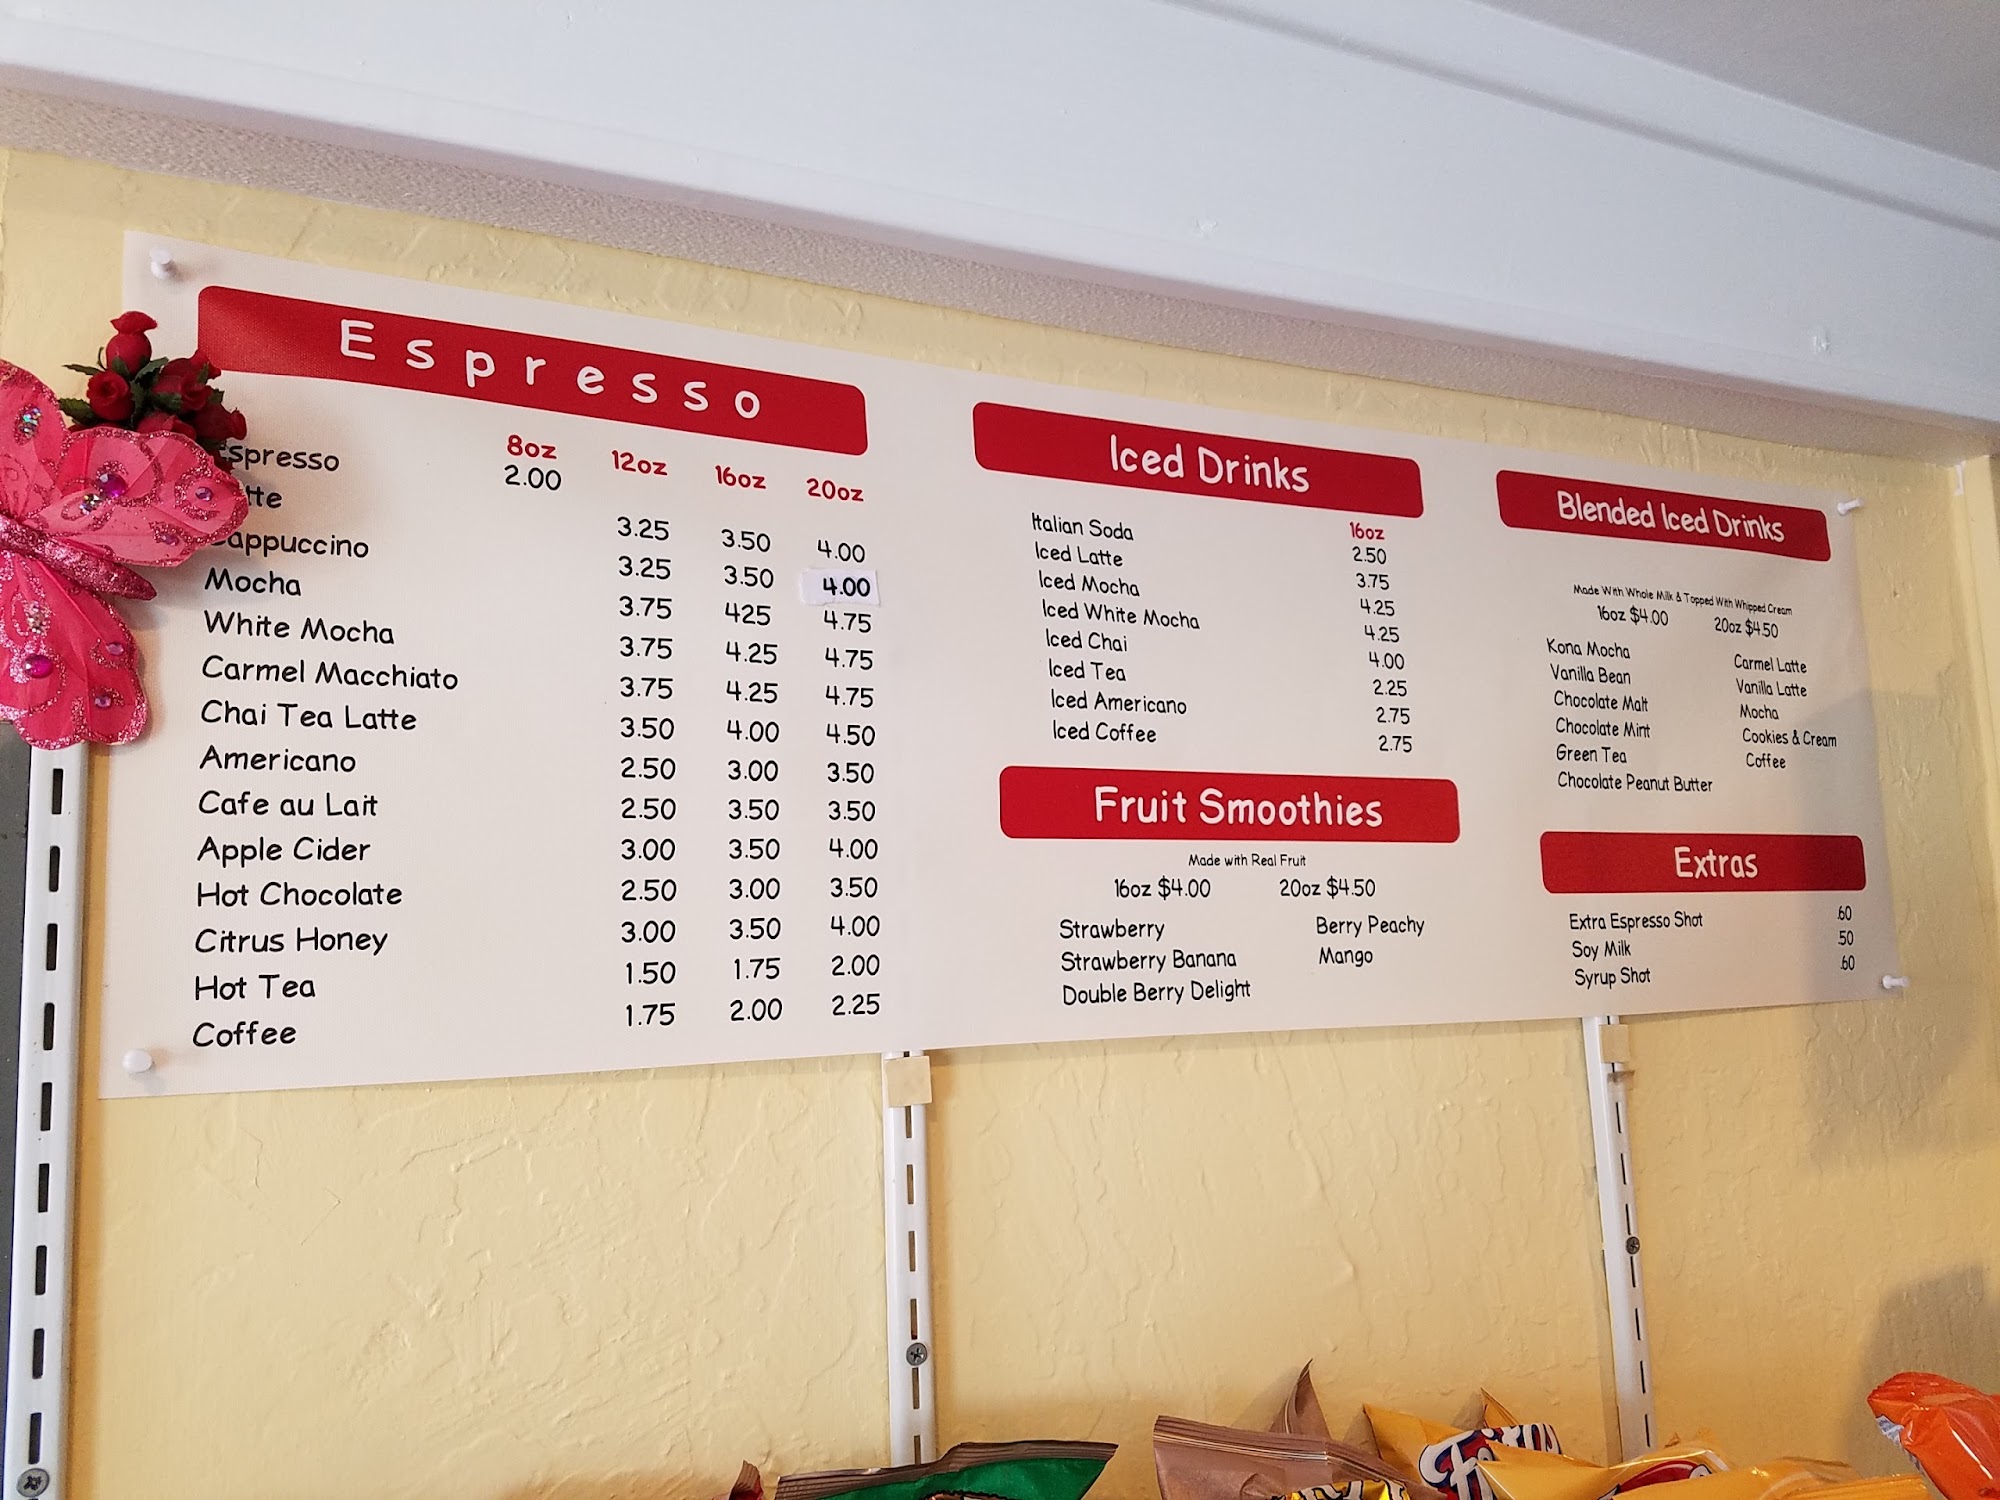 Espresso
8oz 12oz 16oz 20oz
Espresso 2.00
tte 3.25 3.50 4.00
Cappuccino 3.25 3.50 4.00
Mocha 3.75 425 4.75
White Mocha 3.75 4.25 4.75
Carmel Macchiato 3.75 4.25 4.75
Chai Tea Latte 3.50 4.00 4.50
Americano 2.50 3.00 3.50
Cafe au Lait 2.50 3.50 3.50
Apple Cider 3.00 3.50 4.00
Hot Chocolate 2.50 3.00 3.50
Citrus Honey 3.00 3.50 4.00
Hot Tea 1.50 1.75 2.00
Coffee 1.75 2.00 2.25
Iced Drinks
16oz
Italian Soda 2.50
Iced Latte 3.75
Iced Mocha 4.25
Iced White Mocha 4.25
Iced Chai 4.00
Iced Tea 2.25
Iced Americano 2.75
Iced Coffee 2.75
Fruit Smoothies
Made with Real Fruit
16oz $4.00 20oz $4.50
Strawberry Berry Peachy
Strawberry Banana Mango
Double Berry Delight
Blended Iced Drinks
Made With Whole Milk & Topped With Whipped Cream
16oz $4.00 20oz $4.50
Kona Mocha Carmel Latte
Vanilla Bean Vanilla Latte
Chocolate Malt Mocha
Chocolate Mint Cookies & Cream
Green Tea Coffee
Chocolate Peanut Butter
Extras
Extra Espresso Shot .60
Soy Milk .50
Syrup Shot .60